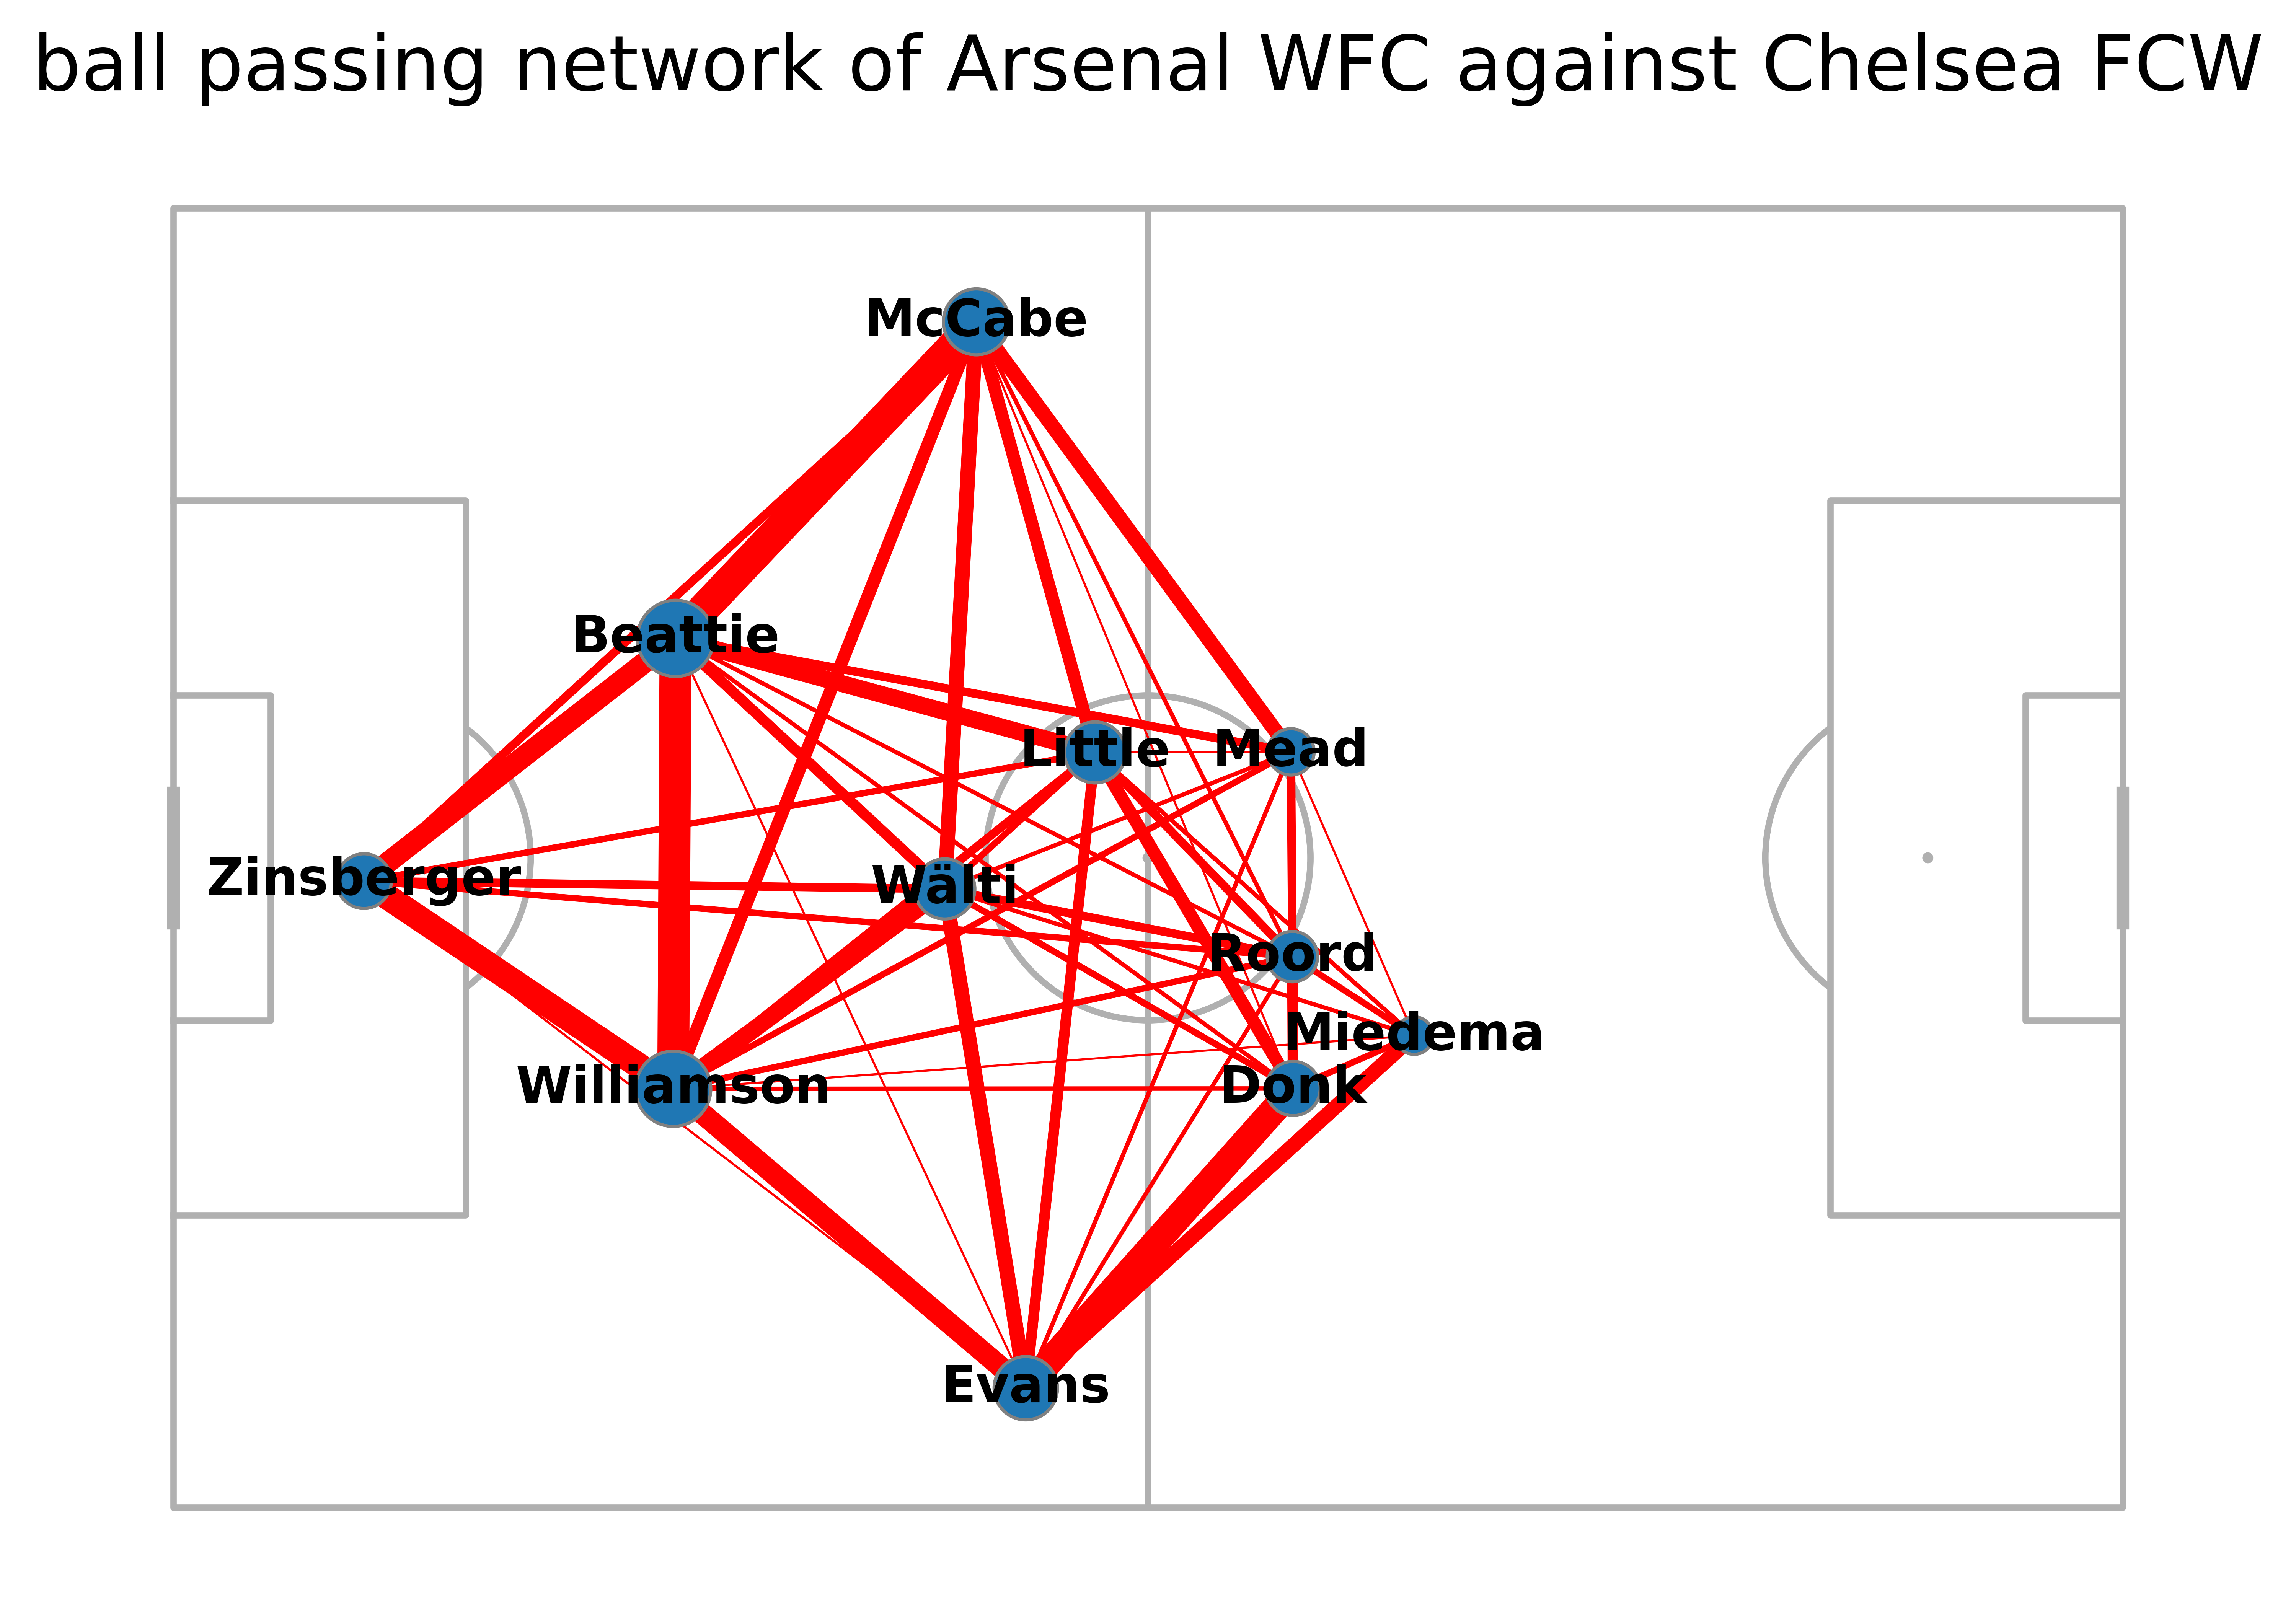 ball passing network of Arsenal WFC against Chelsea FCW
McCabe
Beattie
Little
Mead
Zinsberger
Wälti
Roord
Miedema
Williamson
Donk
Evans